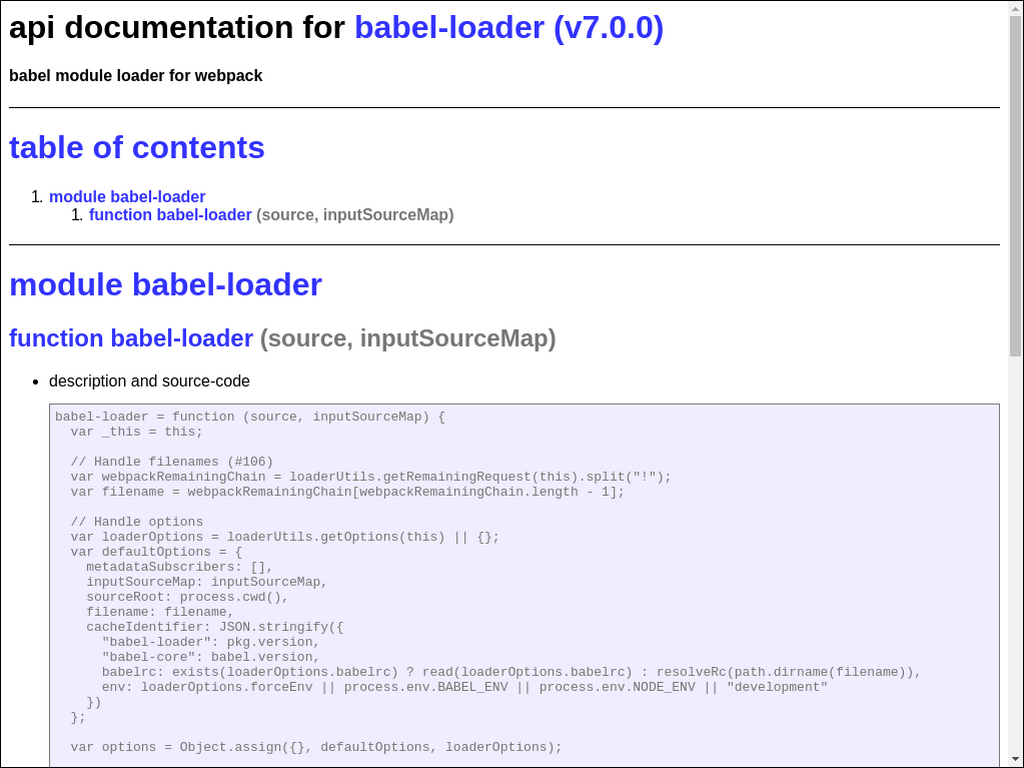 api documentation for babel-loader (v7.0.0)
babel module loader for webpack
table of contents
1. module babel-loader
1. function babel-loader (source, inputSourceMap)
module babel-loader
function babel-loader (source, inputSourceMap)
• description and source-code
babel-loader = function (source, inputSourceMap) {
  var _this = this;
  // Handle filenames (#106)
  var webpackRemainingChain = loaderUtils.getRemainingRequest(this).split("!");
  var filename = webpackRemainingChain[webpackRemainingChain.length - 1];
  // Handle options
  var loaderOptions = loaderUtils.getOptions(this) || {};
  var defaultOptions = {
    metadataSubscribers: [],
    inputSourceMap: inputSourceMap,
    sourceRoot: process.cwd(),
    filename: filename,
    cacheIdentifier: JSON.stringify({
      "babel-loader": pkg.version,
      "babel-core": babel.version,
      babelrc: exists(loaderOptions.babelrc) ? read(loaderOptions.babelrc) : resolveRc(path.dirname(filename)),
      env: loaderOptions.forceEnv || process.env.BABEL_ENV || process.env.NODE_ENV || "development"
    })
  };
  var options = Object.assign({}, defaultOptions, loaderOptions);